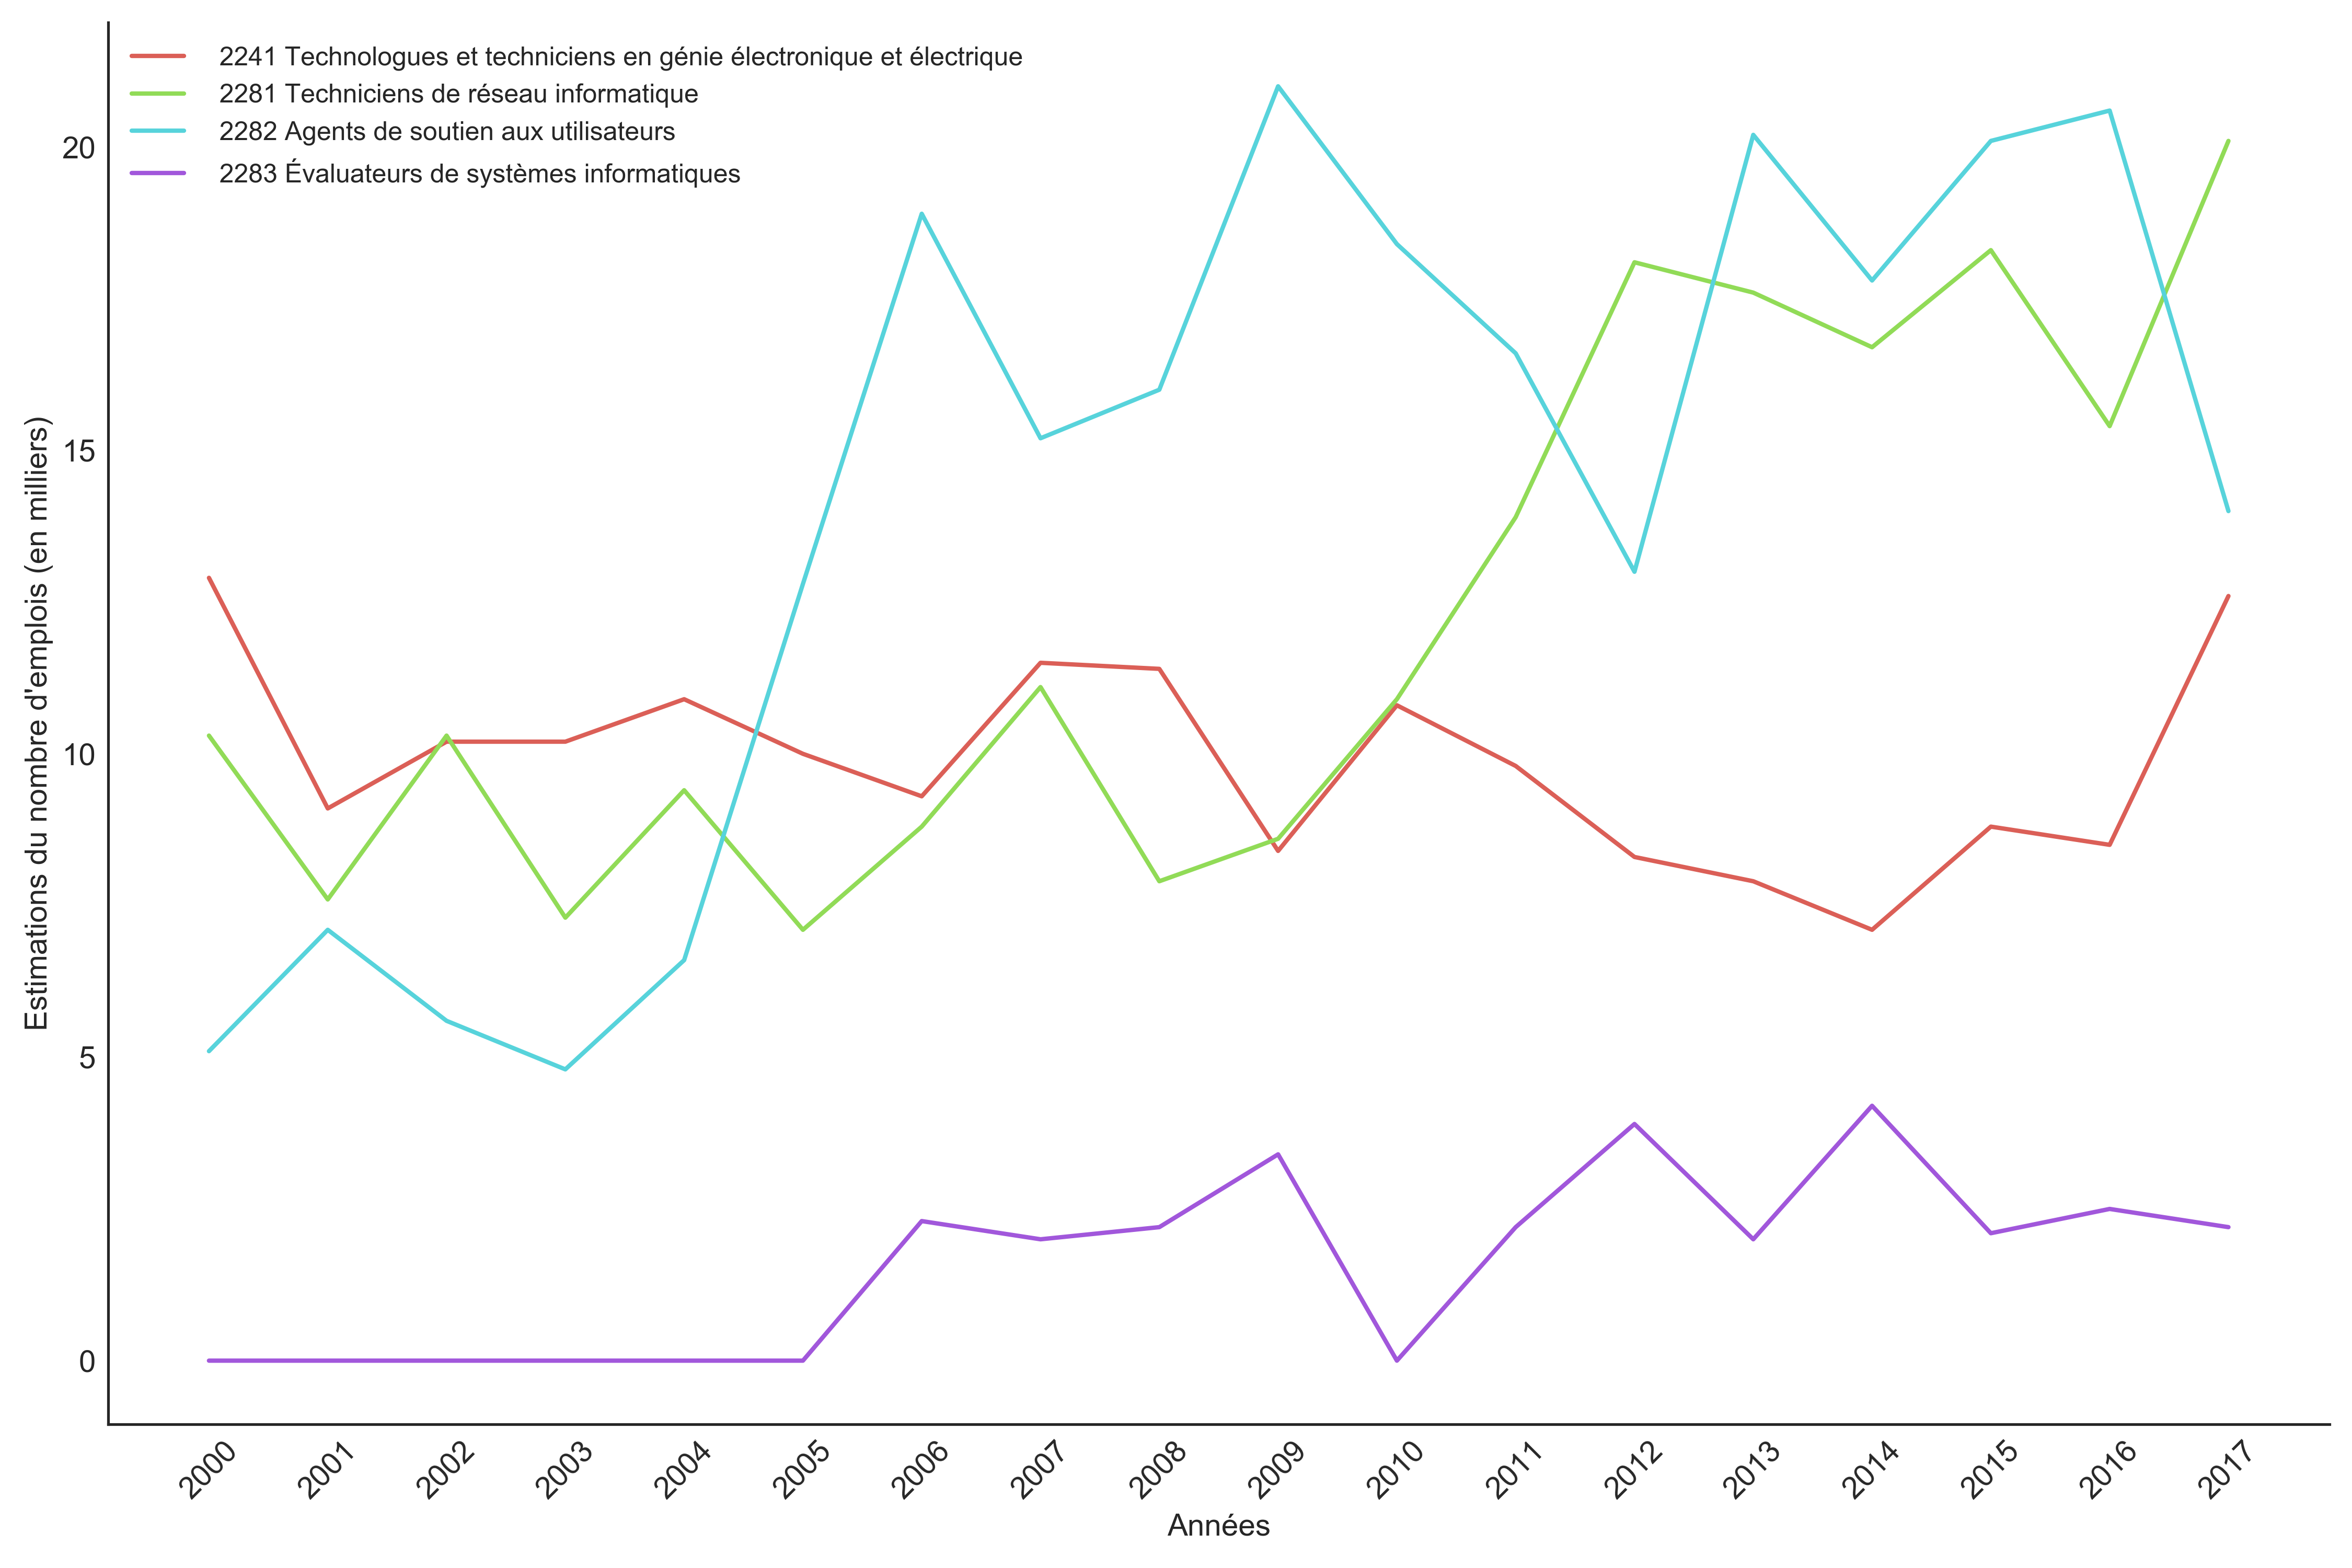 2241 Technologues et techniciens en génie électronique et électrique
2281 Techniciens de réseau informatique
2282 Agents de soutien aux utilisateurs
2283 Évaluateurs de systèmes informatiques
Estimations du nombre d'emplois (en milliers)
20
15
10
5
0
2000 2001 2002 2003 2004 2005 2006 2007 2008 2009 2010 2011 2012 2013 2014 2015 2016 2017
Années